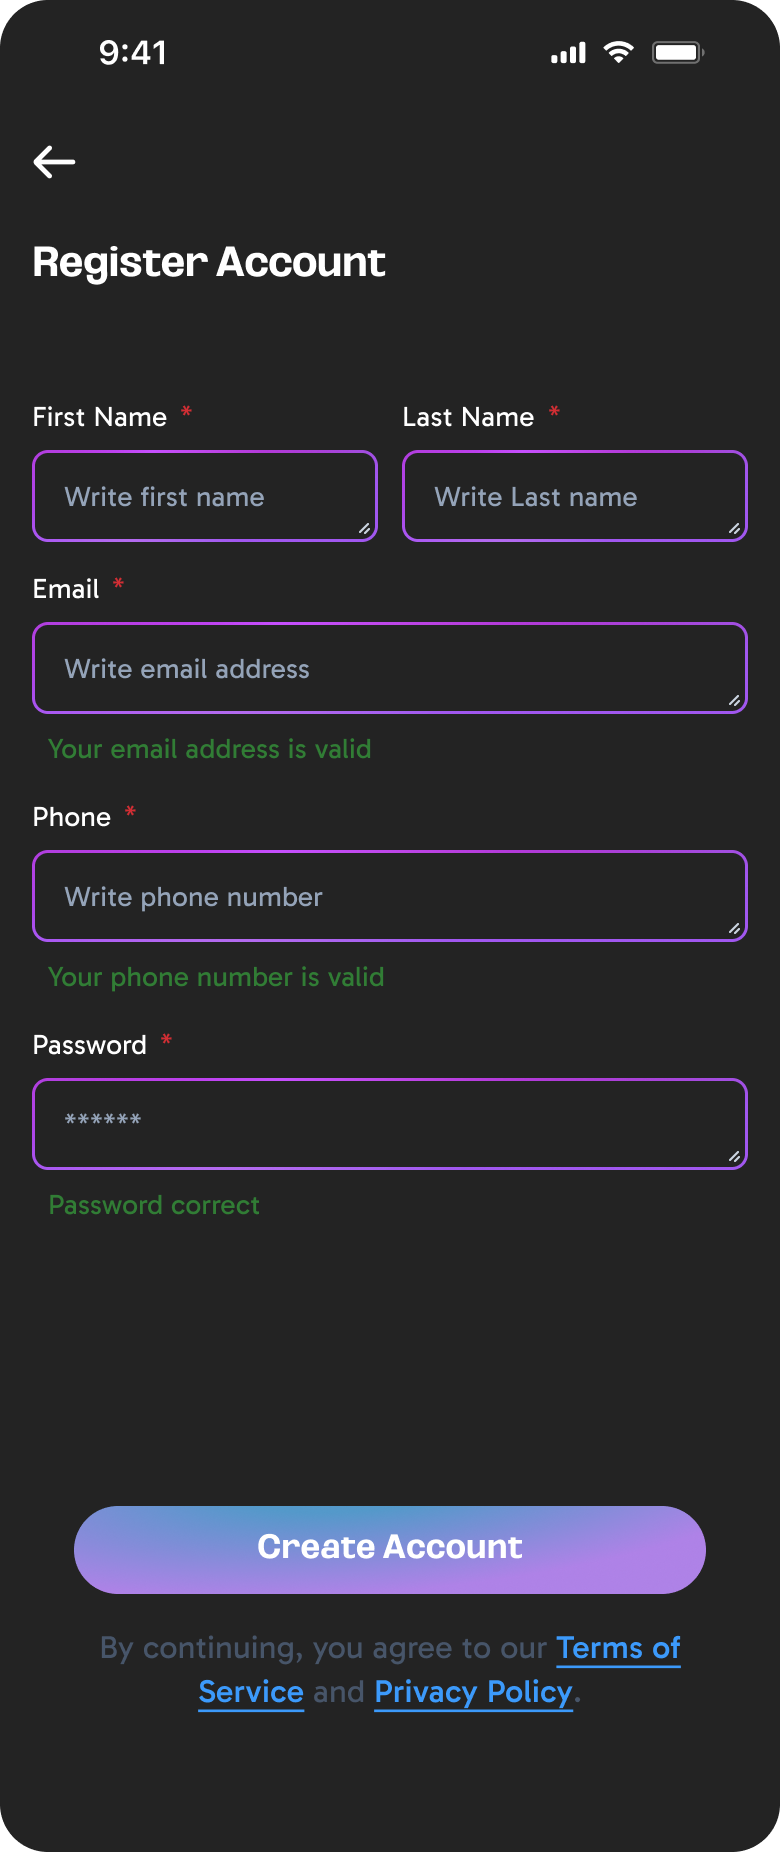 9:41
Register Account
First Name *
Last Name *
Write first name
Write Last name
Email *
Write email address
Your email address is valid
Phone *
Write phone number
Your phone number is valid
Password *
******
Password correct
Create Account
By continuing, you agree to our Terms of
Service and Privacy Policy.